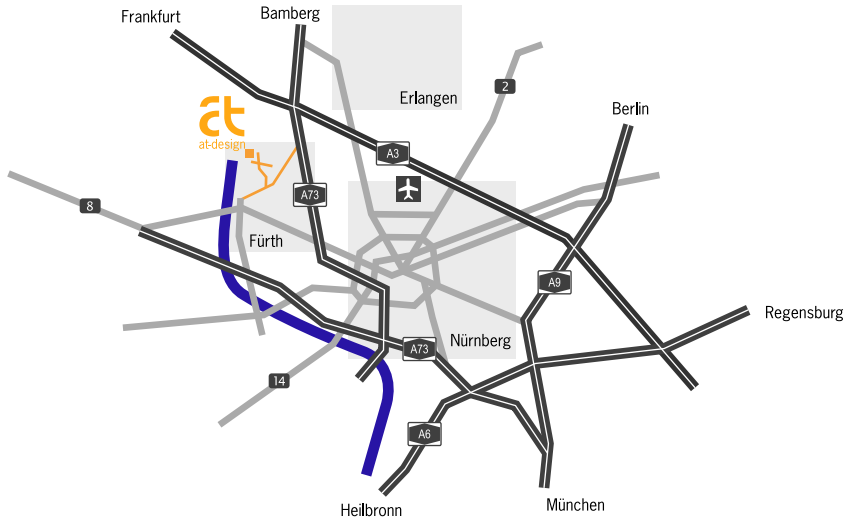 Bamberg
Frankfurt
Erlangen
2
Berlin
at
at-design
A3
A73
8
Fürth
A9
Regensburg
Nürnberg
A73
14
A6
Heilbronn
München